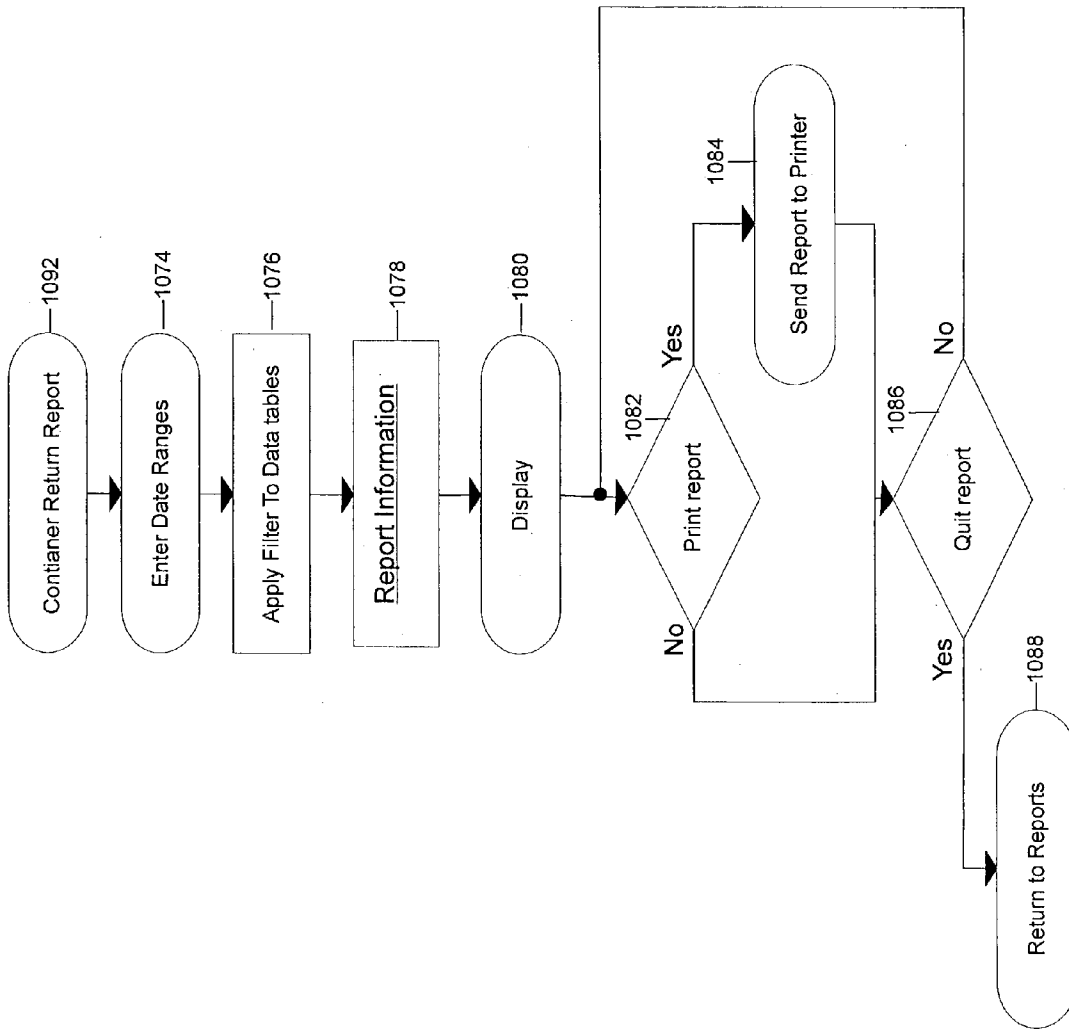 Contianer Return Report
1092
Enter Date Ranges
1074
Apply Filter To Data tables
1076
Report Information
1078
Display
1080
Print report
1082
Yes
No
Send Report to Printer
1084
Quit report
1086
No
Yes
Return to Reports
1088